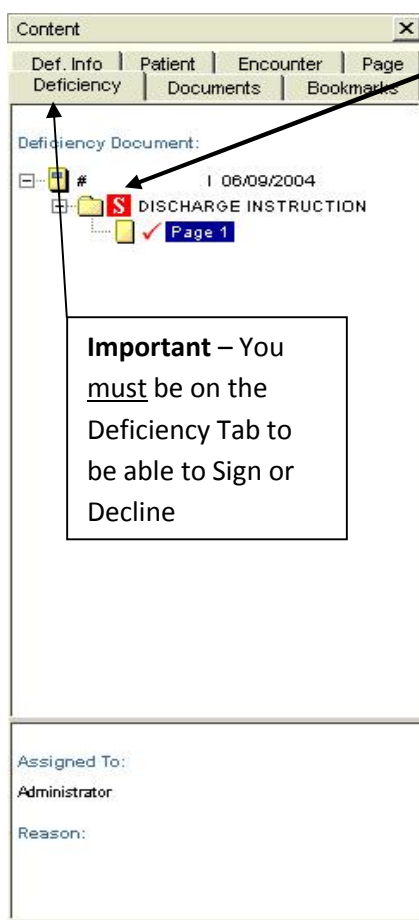 Content
Def. Info Patient Encounter Page
Deficiency Documents Bookmarks
Deficiency Document:
# I 06/09/2004
S DISCHARGE INSTRUCTION
Page 1
Important – You
must be on the
Deficiency Tab to
be able to Sign or
Decline
Assigned To:
Administrator
Reason: